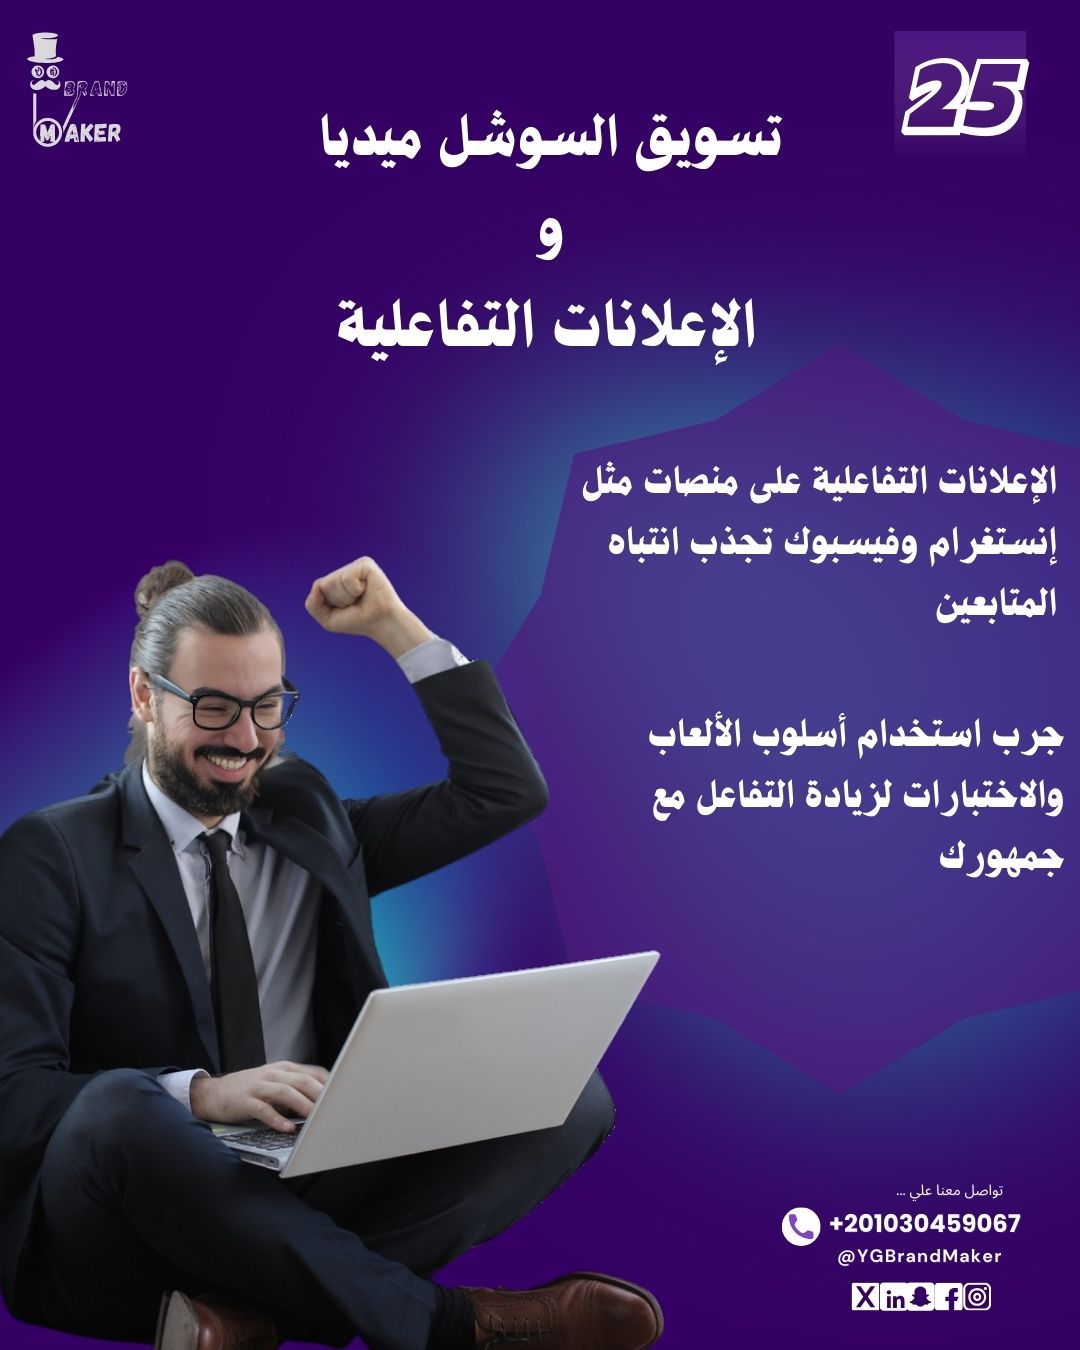 BRAND
MAKER
25
تسويق السوشل ميديا
و
الإعلانات التفاعلية
الإعلانات التفاعلية على منصات مثل
إنستغرام وفيسبوك تجذب انتباه
المتابعين
جرب استخدام أسلوب الألعاب
والاختبارات لزيادة التفاعل مع
جمهورك
تواصل معنا علي ...
+201030459067
@YGBrandMaker